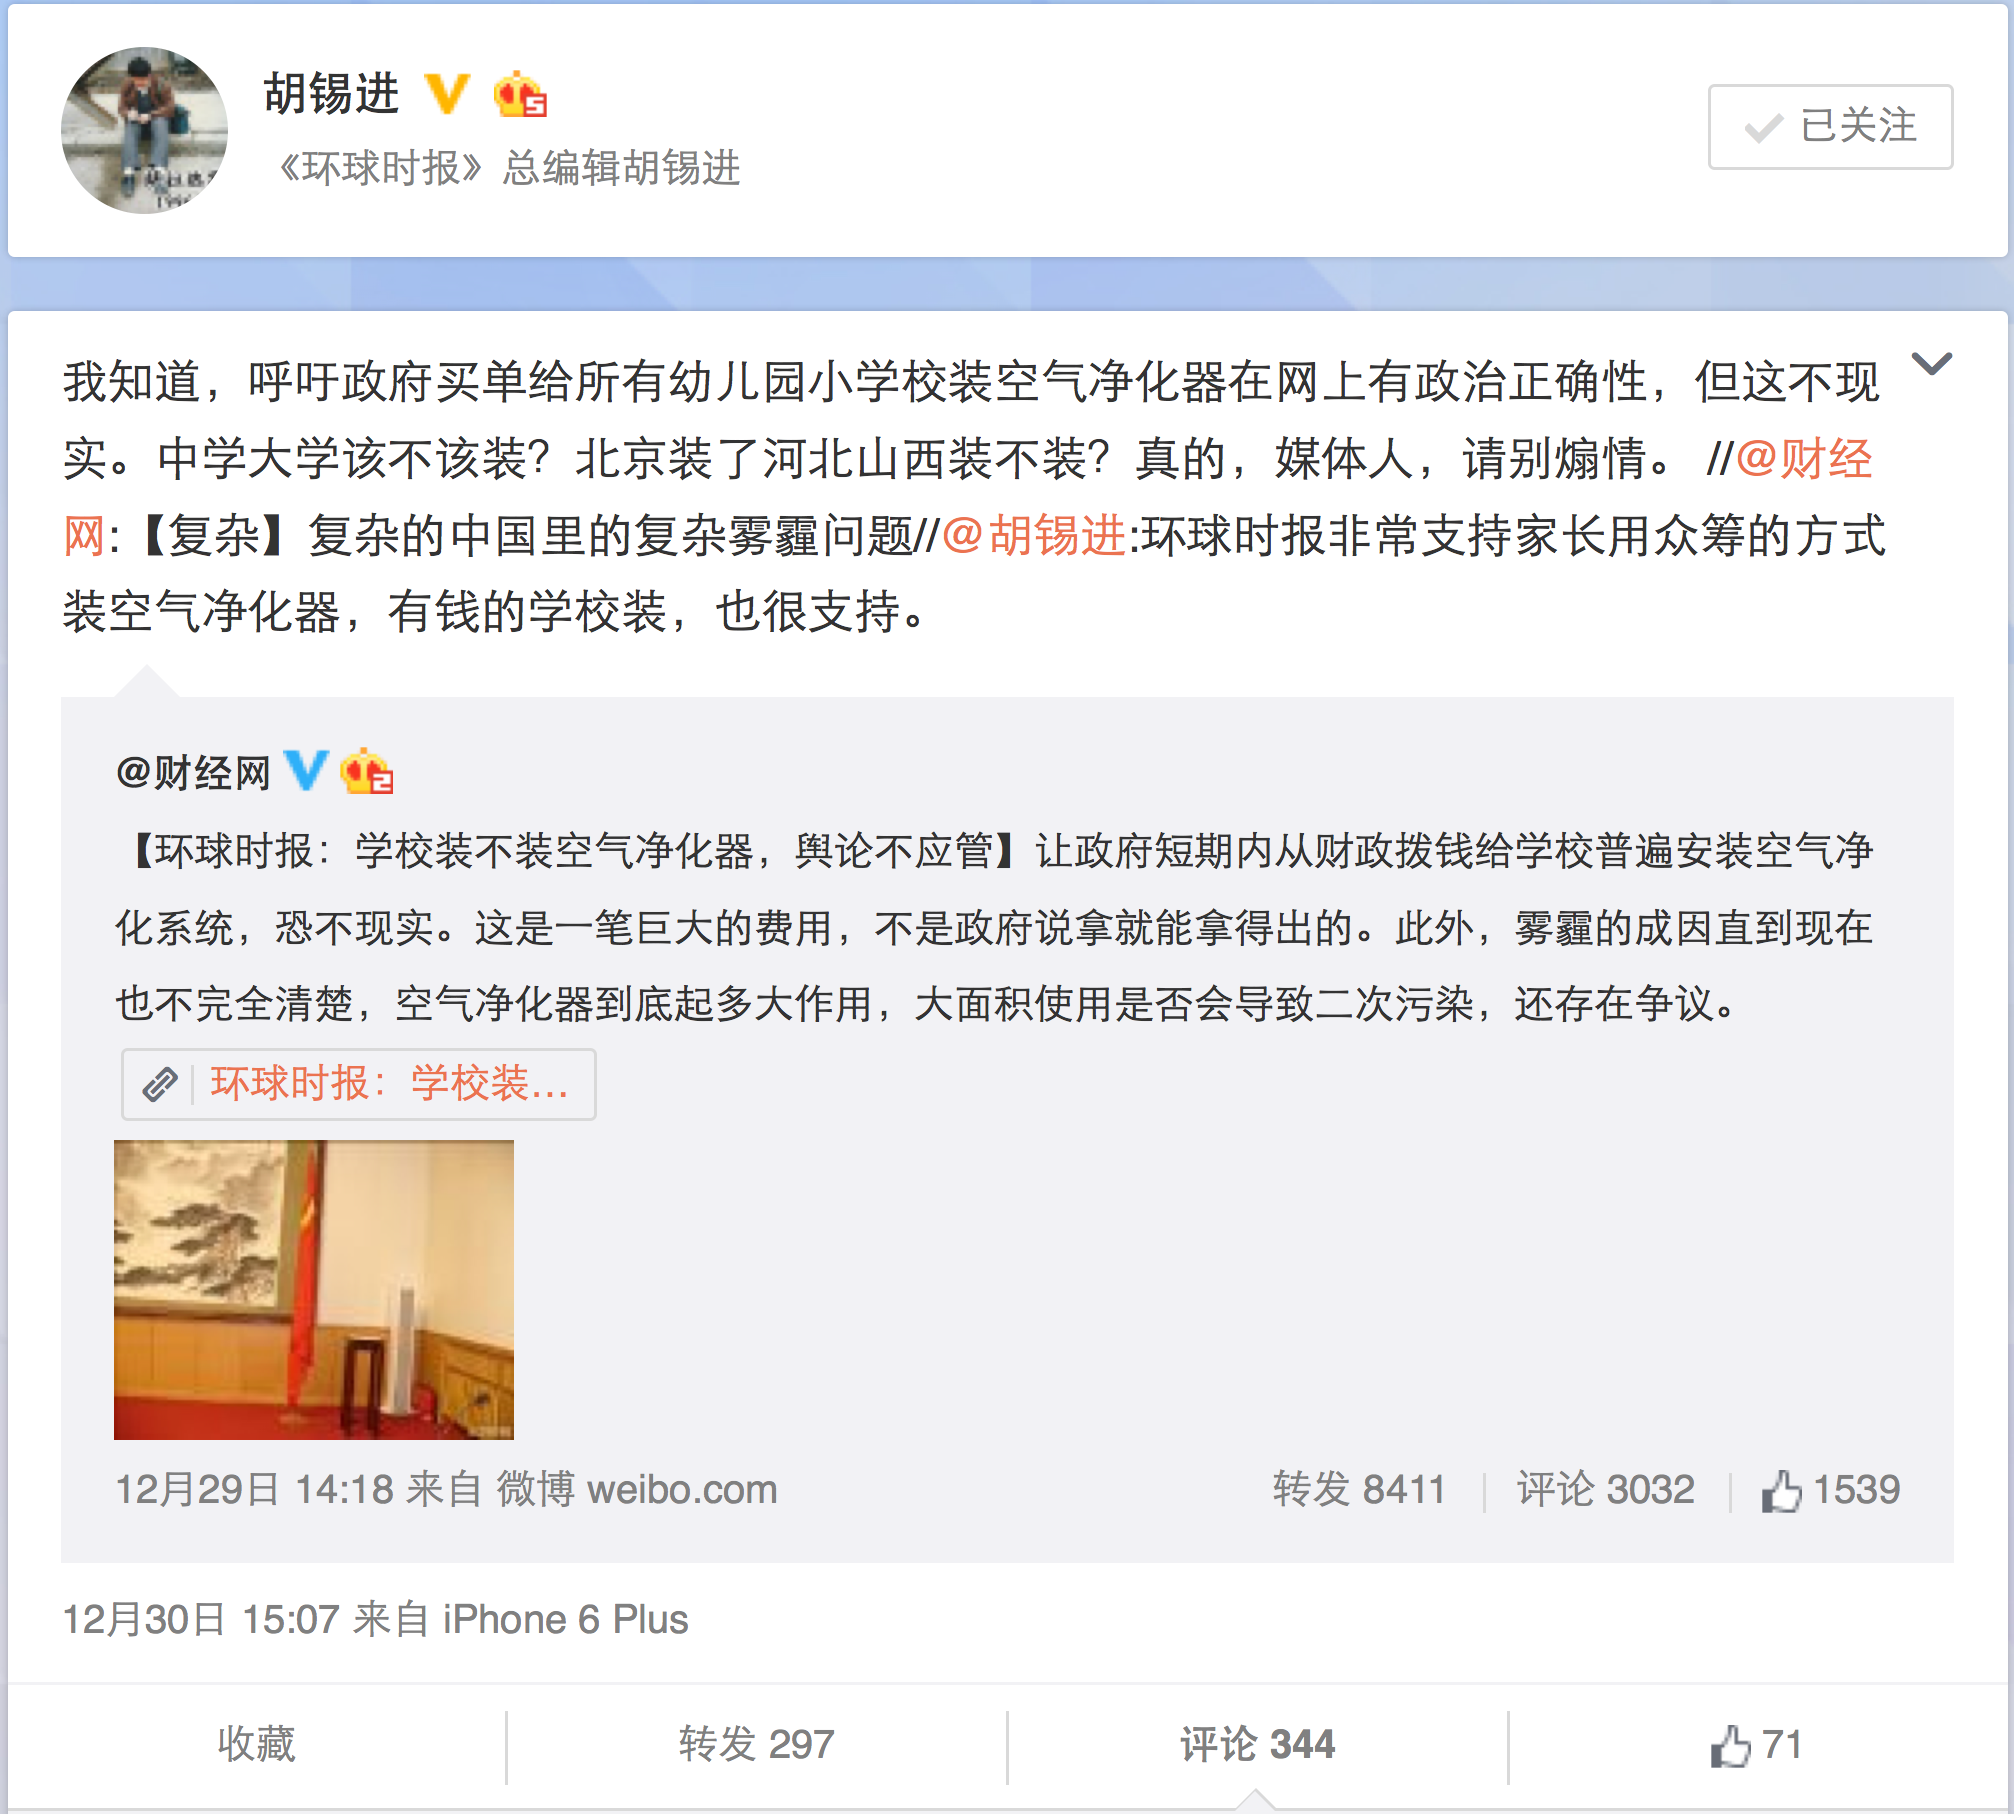 胡锡进
《环球时报》总编辑胡锡进
已关注
我知道，呼吁政府买单给所有幼儿园小学校装空气净化器在网上有政治正确性，但这不现
实。中学大学该不该装？北京装了河北山西装不装？真的，媒体人，请别煽情。 //@财经
网:【复杂】复杂的中国里的复杂雾霾问题//@胡锡进:环球时报非常支持家长用众筹的方式
装空气净化器，有钱的学校装，也很支持。
@财经网
【环球时报：学校装不装空气净化器，舆论不应管】让政府短期内从财政拨钱给学校普遍安装空气净
化系统，恐不现实。这是一笔巨大的费用，不是政府说拿就能拿得出的。此外，雾霾的成因直到现在
也不完全清楚，空气净化器到底起多大作用，大面积使用是否会导致二次污染，还存在争议。
环球时报：学校装...
12月29日 14:18 来自 微博 weibo.com
转发 8411 评论 3032 1539
12月30日 15:07 来自 iPhone 6 Plus
收藏 转发 297 评论 344 71